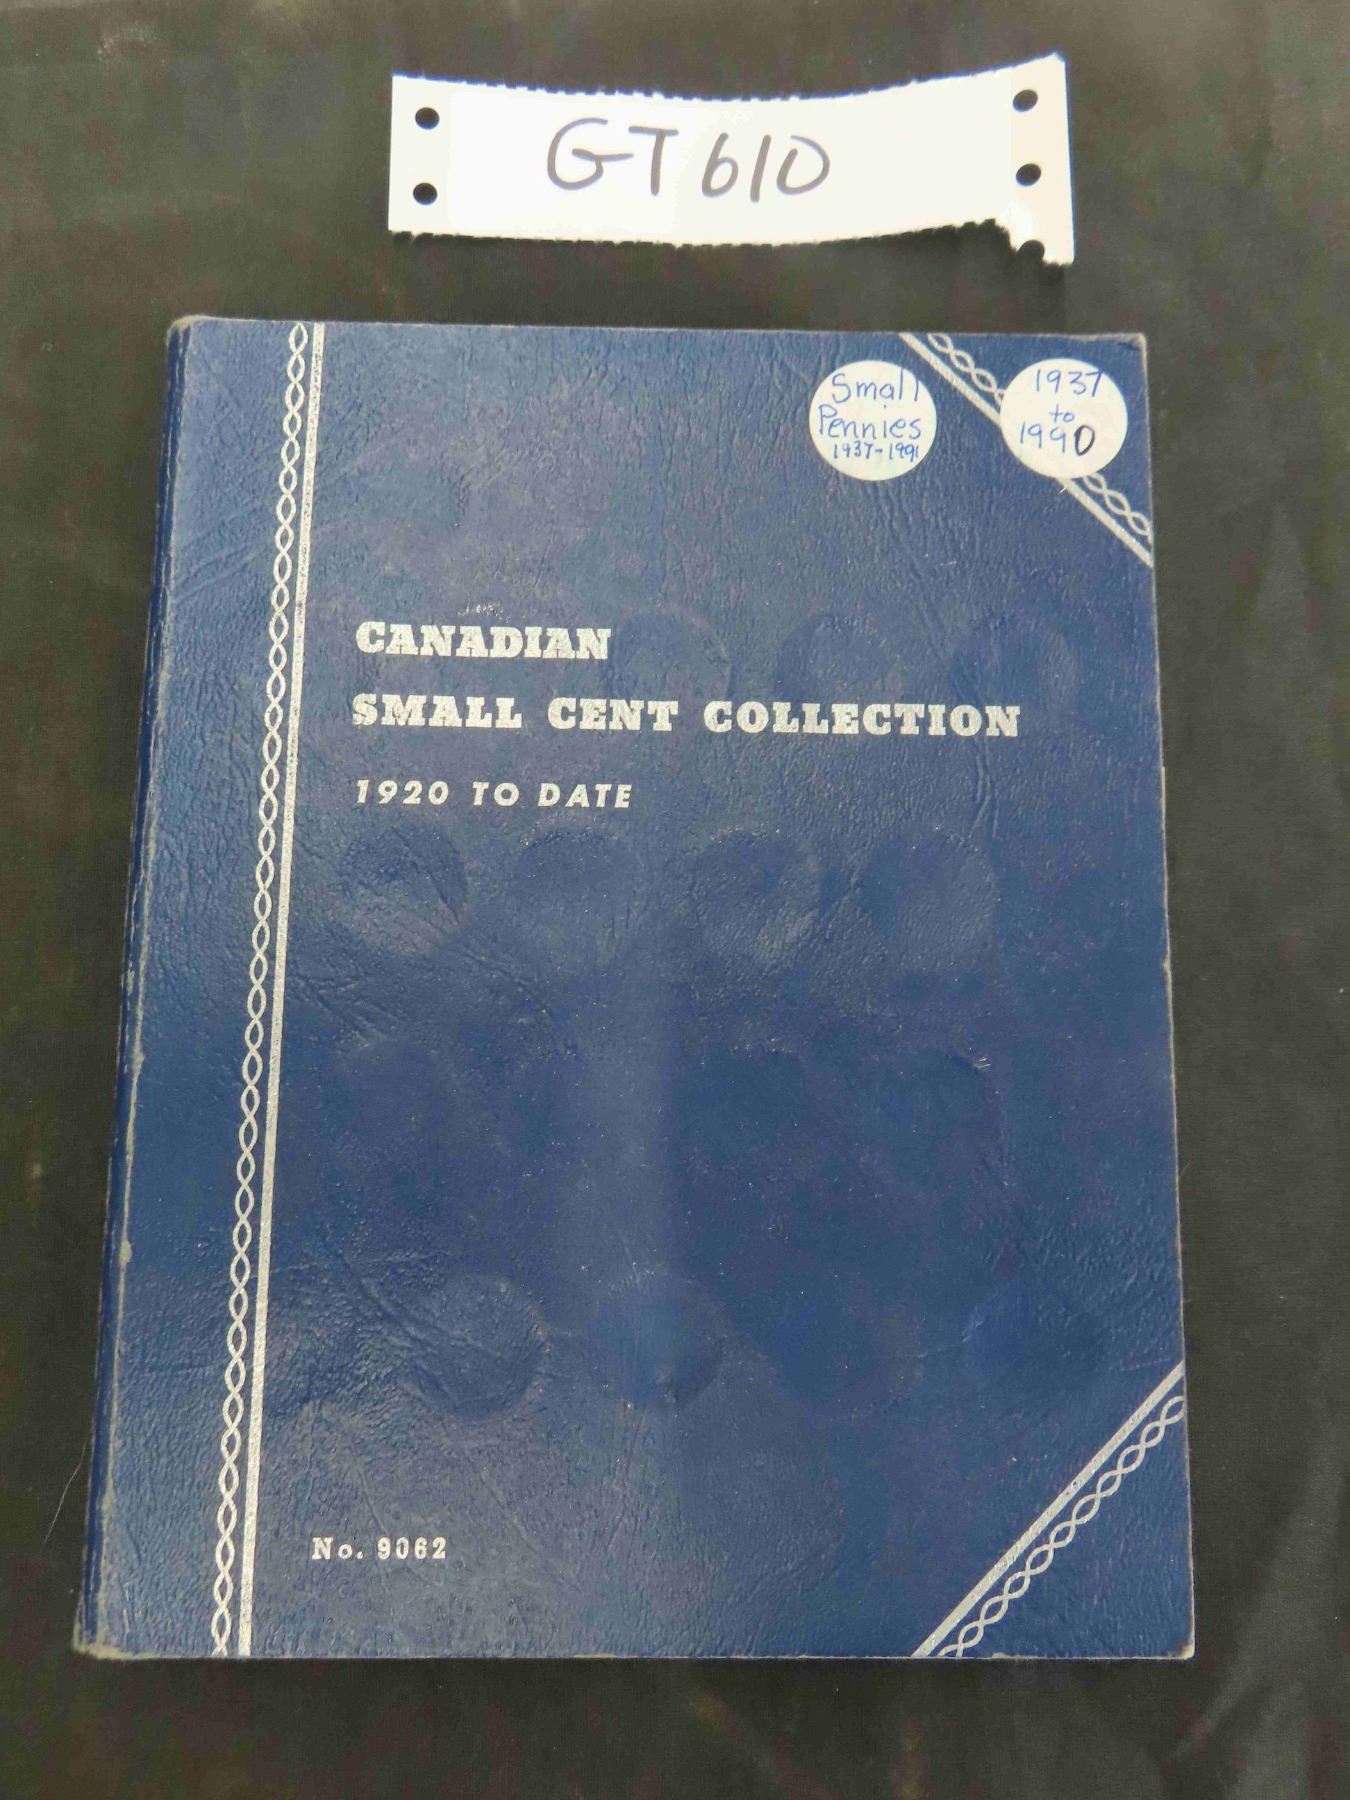 GT610
Small
Pennies
1937-1991
1937
to
1990
CANADIAN
SMALL CENT COLLECTION
1920 TO DATE
No. 9062